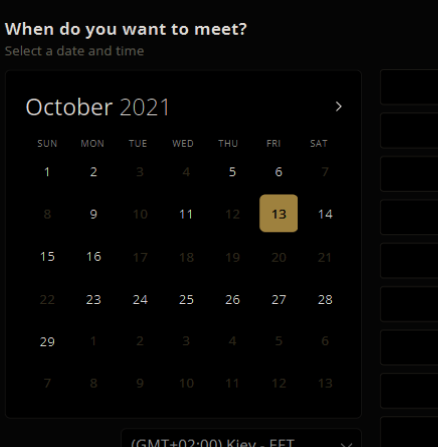 When do you want to meet?
Select a date and time
October 2021
SUN MON TUE WED THU FRI SAT
1 2 3 4 5 6 7
8 9 10 11 12 13 14
15 16 17 18 19 20 21
22 23 24 25 26 27 28
29 1 2 3 4 5 6
7 8 9 10 11 12 13
(GMT+02:00) Kiev - EET